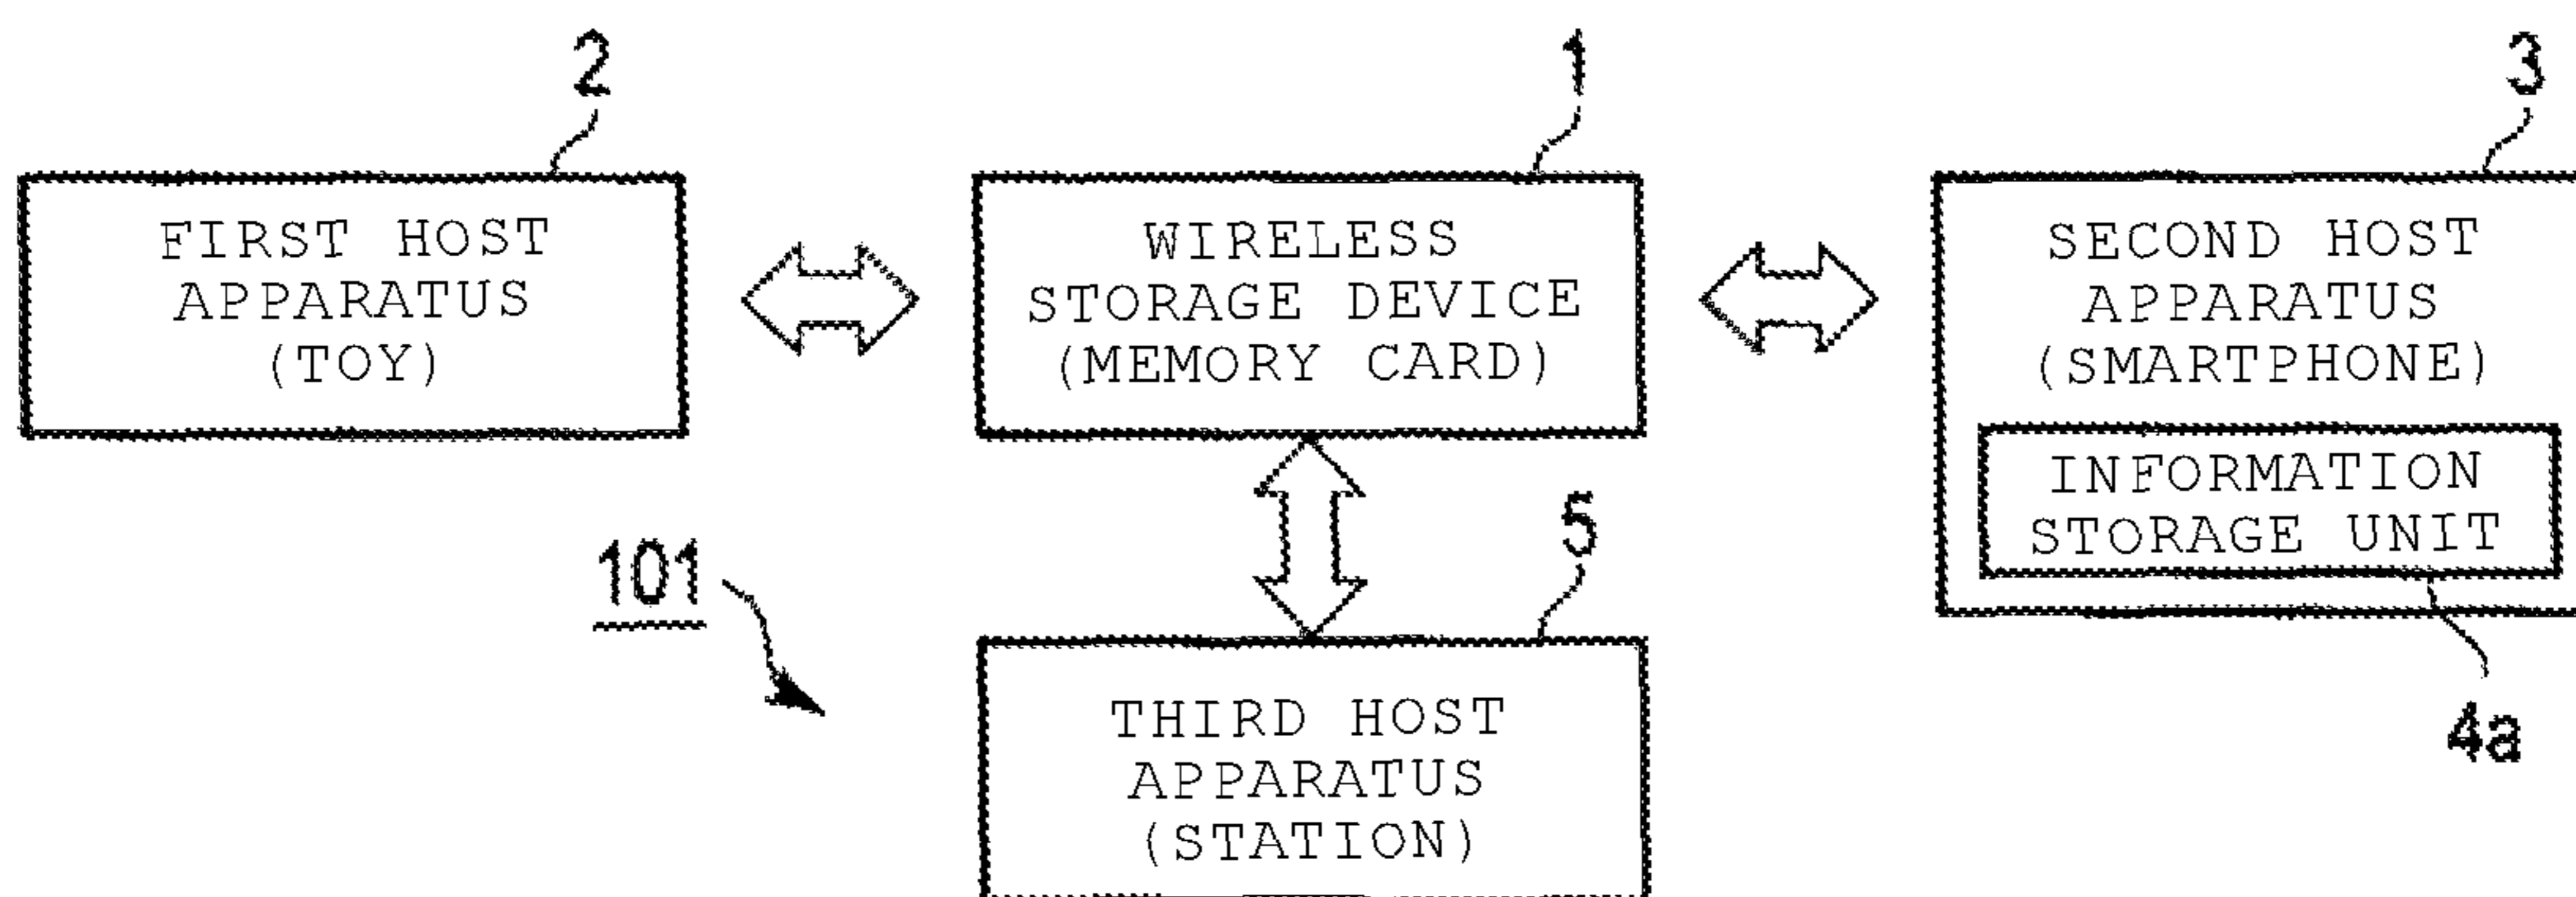 2
1
3
FIRST HOST
APPARATUS
(TOY)
WIRELESS
STORAGE DEVICE
(MEMORY CARD)
SECOND HOST
APPARATUS
(SMARTPHONE)
INFORMATION
STORAGE UNIT
4a
101
5
THIRD HOST
APPARATUS
(STATION)